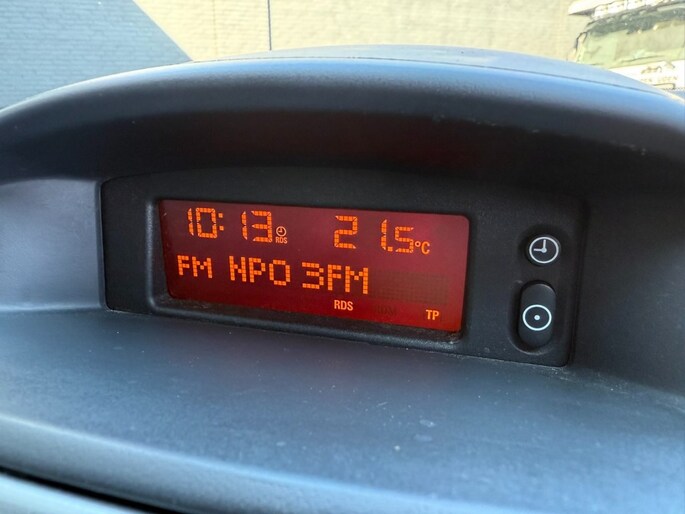 10:13 RDS 21.5°C
FM NPO 3FM
RDS TP